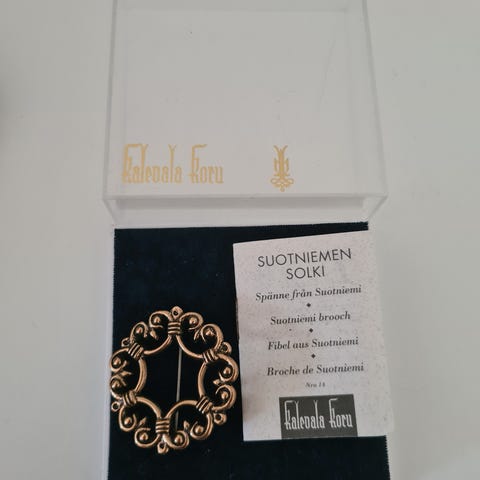 Kalevala Koru
SUOTNIEMEN
SOLKI
Spänne från Suotniemi
Suotniemi brooch
Fibel aus Suotniemi
Broche de Suotniemi
Nro 14
Kalevala Koru